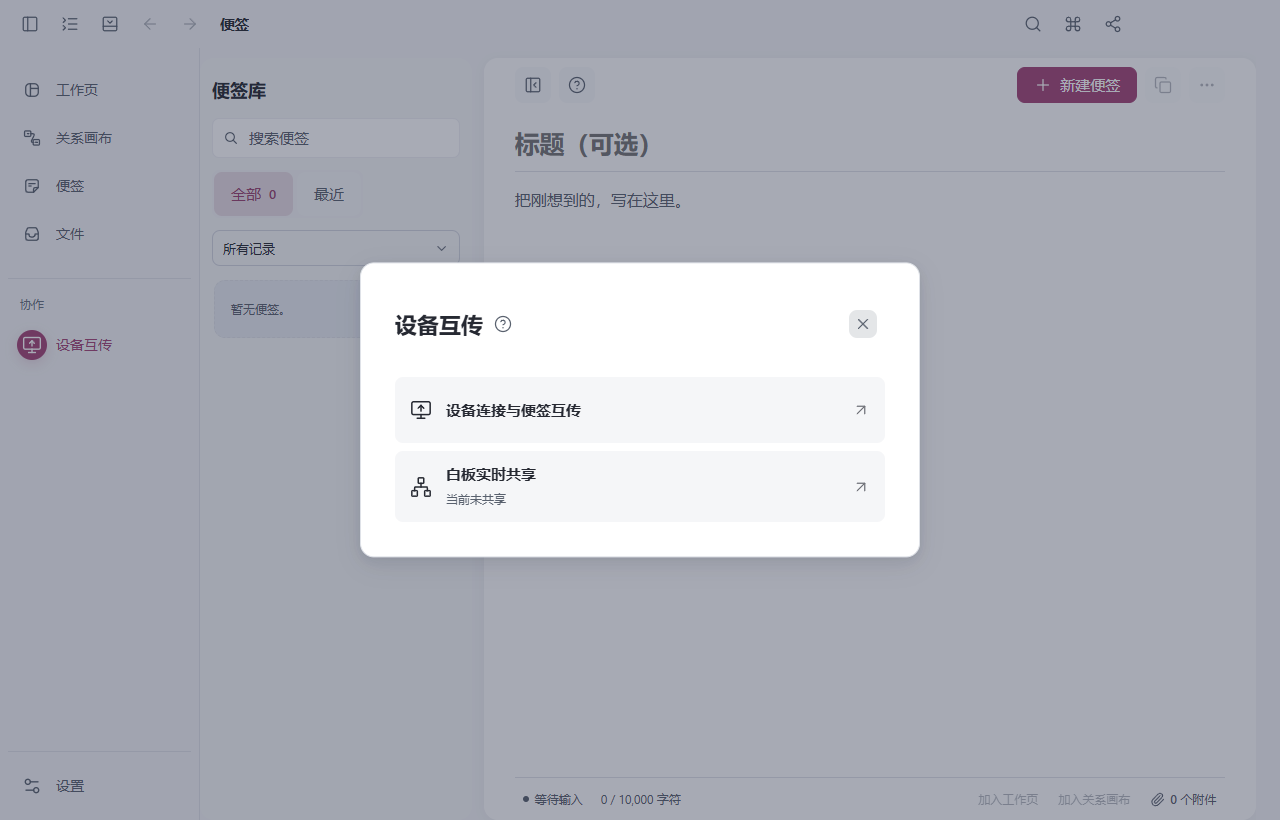 便签
工作页
关系画布
便签
文件
协作
设备互传
设置
便签库
搜索便签
全部 0
最近
所有记录
暂无便签。
新建便签
标题（可选）
把刚想到的，写在这里。
设备互传
设备连接与便签互传
白板实时共享
当前未共享
等待输入
0 / 10,000 字符
加入工作页
加入关系画布
0 个附件